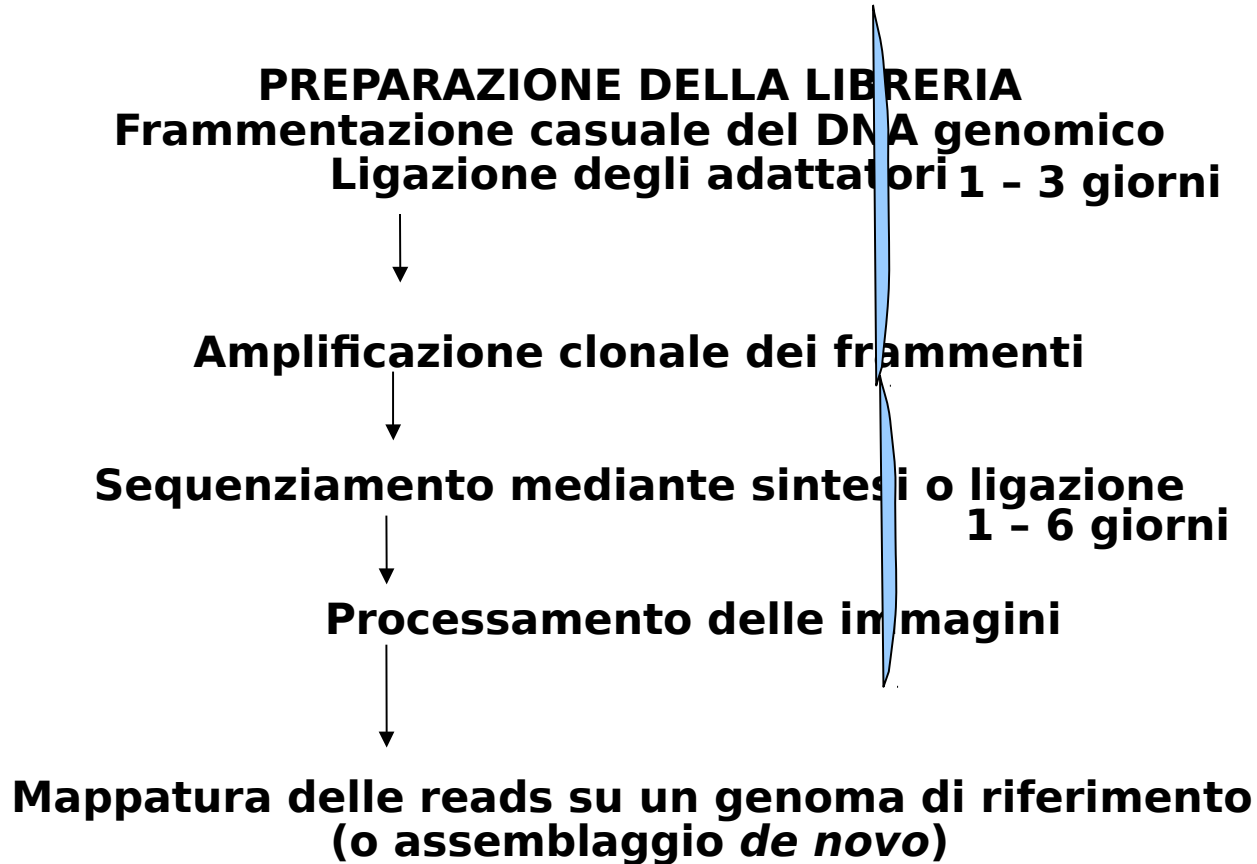 PREPARAZIONE DELLA LIBRERIA
Frammentazione casuale del DNA genomico
Ligazione degli adattatori
1 – 3 giorni
Amplificazione clonale dei frammenti
Sequenziamento mediante sintesi o ligazione
1 – 6 giorni
Processamento delle immagini
Mappatura delle reads su un genoma di riferimento
(o assemblaggio de novo)